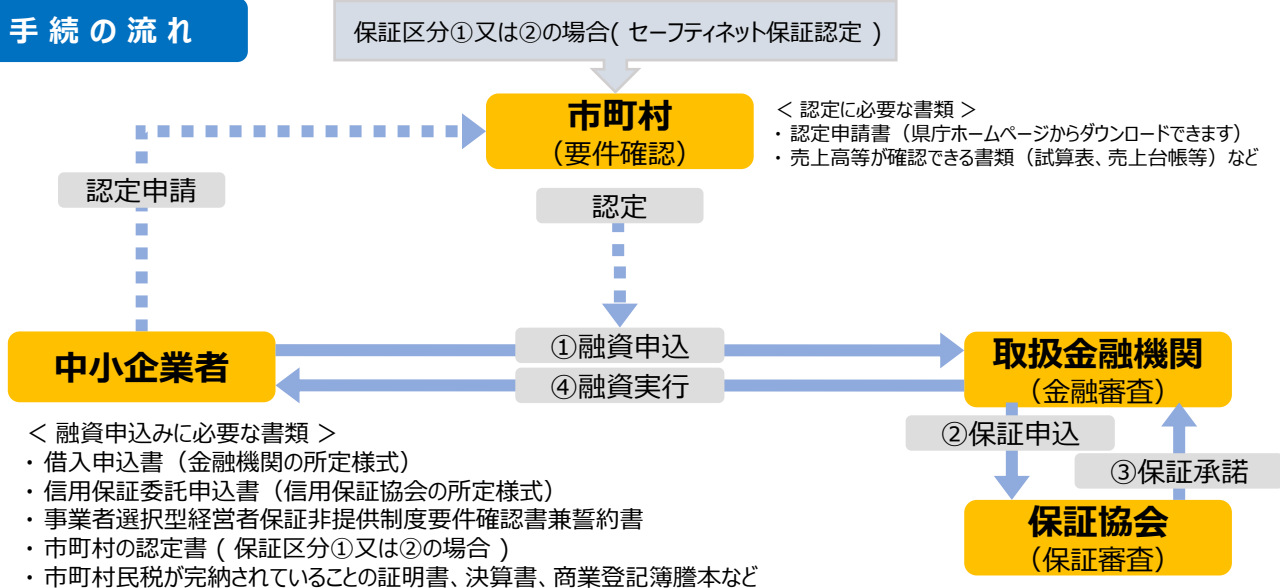 手続の流れ
保証区分①又は②の場合( セーフティネット保証認定 )
市町村
（要件確認）
＜ 認定に必要な書類 ＞
・ 認定申請書（県庁ホームページからダウンロードできます）
・ 売上高等が確認できる書類（試算表、売上台帳等）など
認定申請
認定
中小企業者
①融資申込
④融資実行
取扱金融機関
（金融審査）
②保証申込
③保証承諾
保証協会
（保証審査）
＜ 融資申込みに必要な書類 ＞
・ 借入申込書（金融機関の所定様式）
・ 信用保証委託申込書（信用保証協会の所定様式）
・ 事業者選択型経営者保証非提供制度要件確認書兼誓約書
・ 市町村の認定書 ( 保証区分①又は②の場合 )
・ 市町村民税が完納されていることの証明書、決算書、商業登記簿謄本など